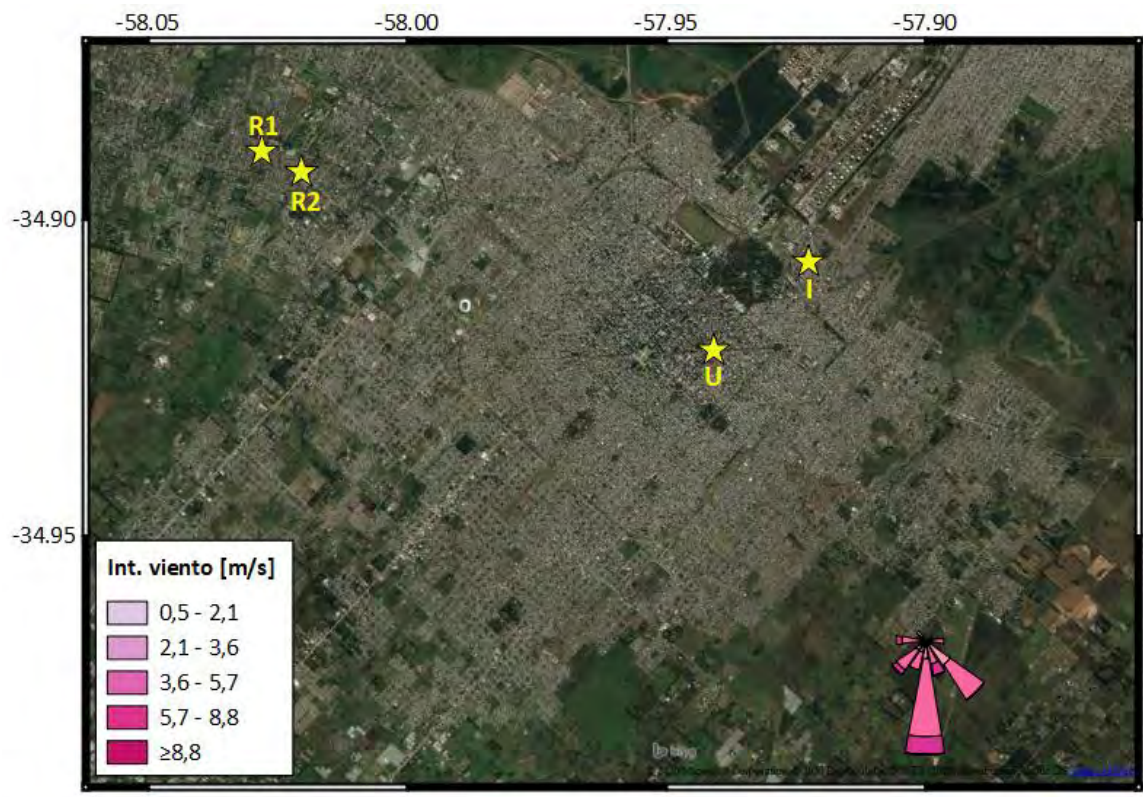 -58.05 -58.00 -57.95 -57.90
R1
R2
-34.90
I
U
-34.95
Int. viento [m/s]
0,5 - 2,1
2,1 - 3,6
3,6 - 5,7
5,7 - 8,8
≥8,8